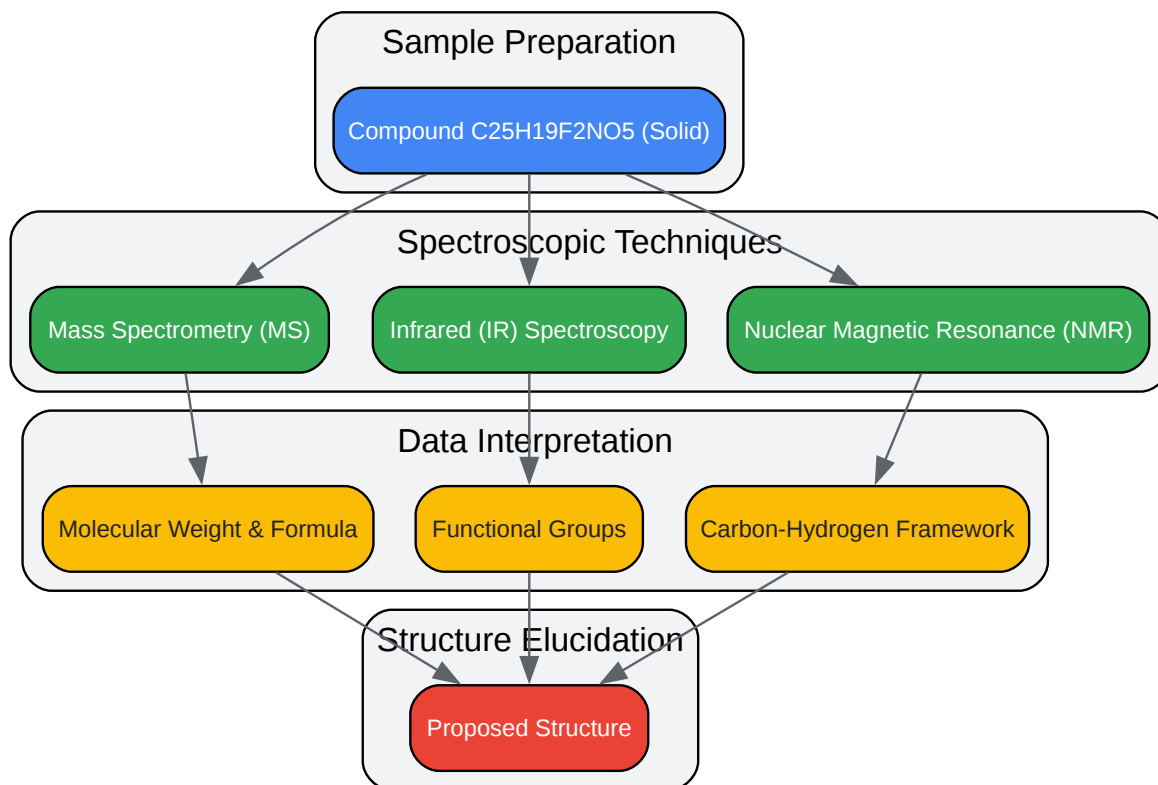 Sample Preparation
Compound C25H19F2NO5 (Solid)
Spectroscopic Techniques
Mass Spectrometry (MS)
Infrared (IR) Spectroscopy
Nuclear Magnetic Resonance (NMR)
Data Interpretation
Molecular Weight & Formula
Functional Groups
Carbon-Hydrogen Framework
Structure Elucidation
Proposed Structure